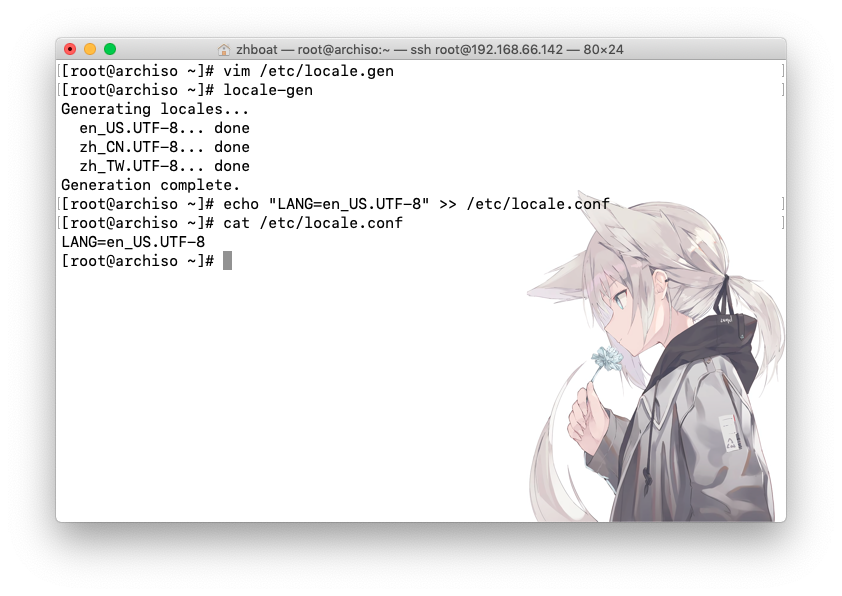 zhboat — root@archiso:~ — ssh root@192.168.66.142 — 80×24
[root@archiso ~]# vim /etc/locale.gen
[root@archiso ~]# locale-gen
Generating locales...
  en_US.UTF-8... done
  zh_CN.UTF-8... done
  zh_TW.UTF-8... done
Generation complete.
[root@archiso ~]# echo "LANG=en_US.UTF-8" >> /etc/locale.conf
[root@archiso ~]# cat /etc/locale.conf
LANG=en_US.UTF-8
[root@archiso ~]#